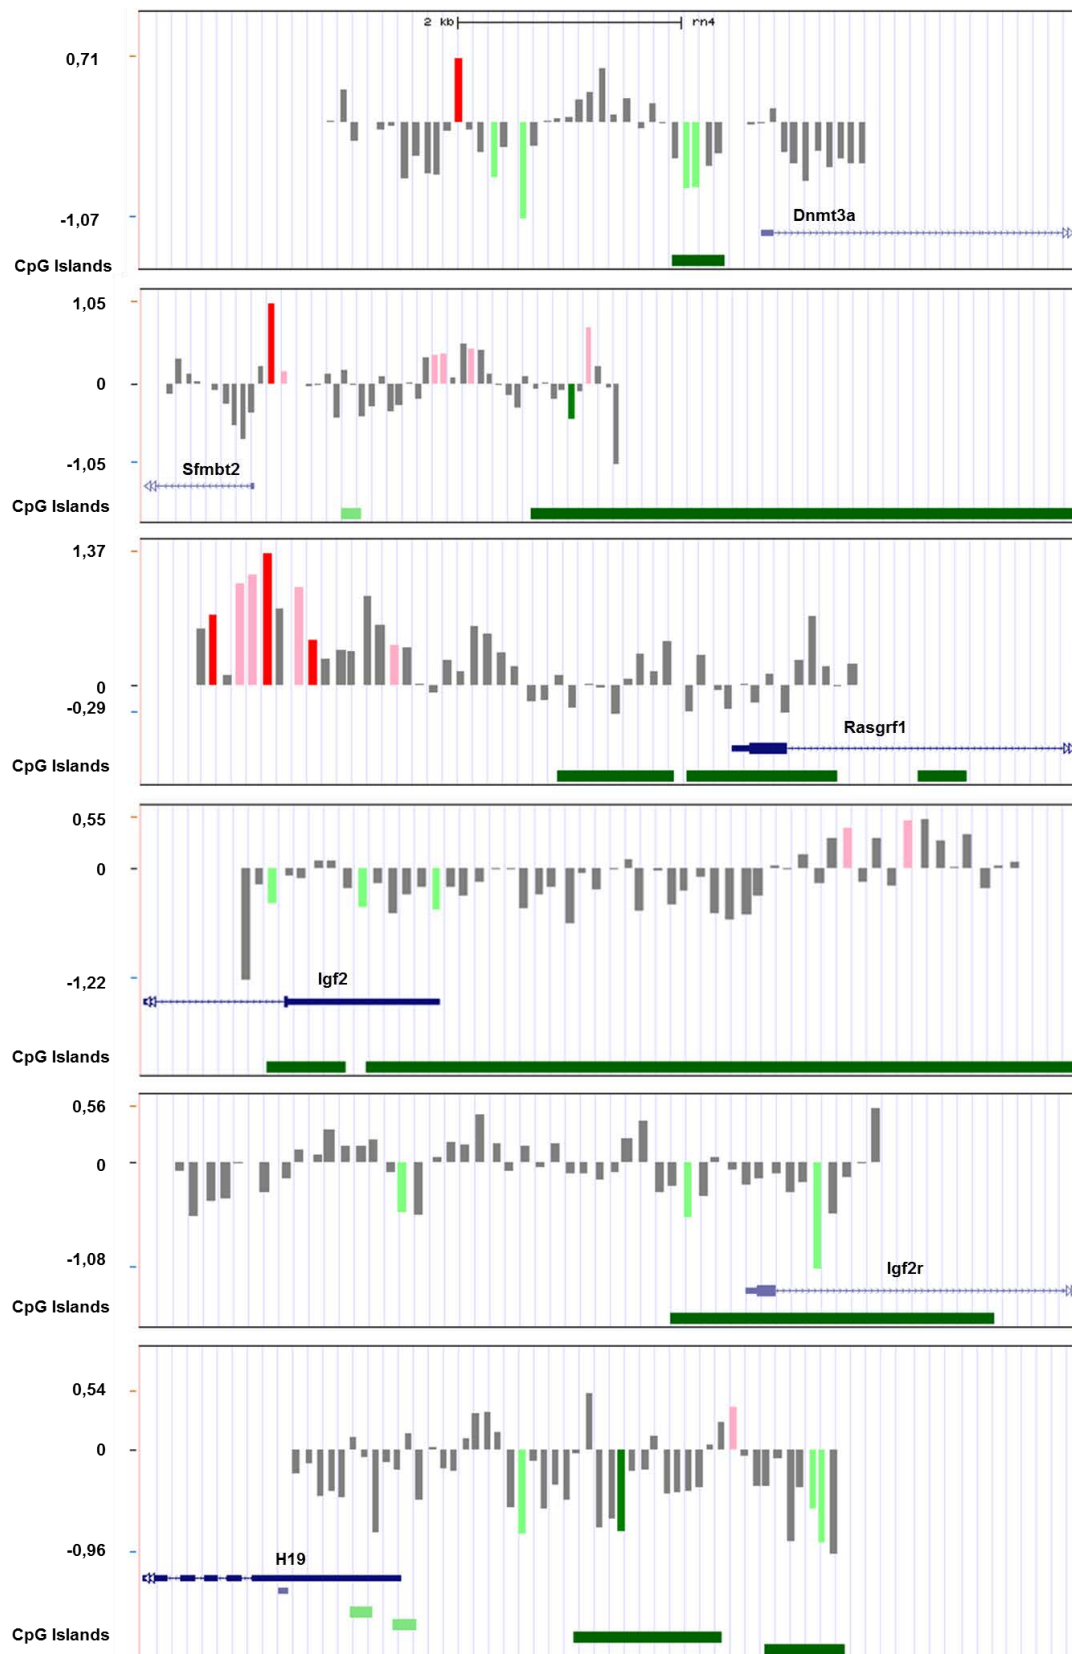 2 kb rn4
0,71
-1,07
Dnmt3a
CpG Islands
1,05
0
-1,05
Sfmbt2
CpG Islands
1,37
0
-0,29
Rasgrf1
CpG Islands
0,55
0
-1,22
Igf2
CpG Islands
0,56
0
-1,08
Igf2r
CpG Islands
0,54
0
-0,96
H19
CpG Islands